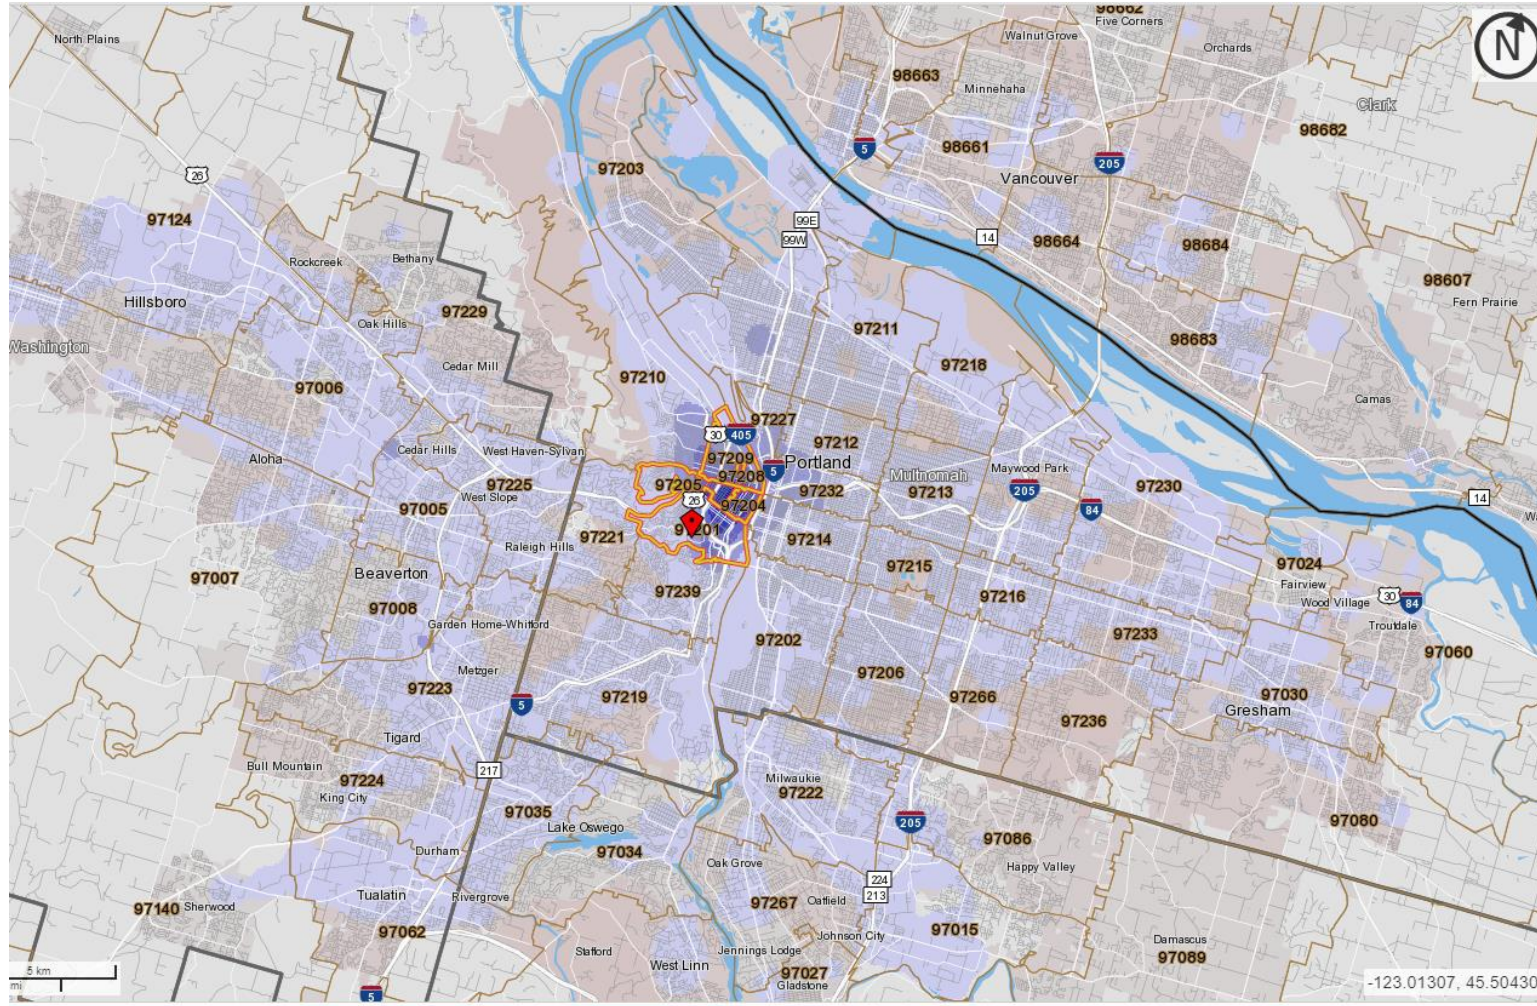 98662
Five Corners
North Plains
Walnut Grove
Orchards
N
98663
Minnehaha
Clark
98682
5
98661
205
97203
26
Vancouver
97124
99E
99W
14
98664
98684
Rockcreek
Bethany
98607
Hillsboro
97229
Fern Prairie
Oak Hills
97211
98683
Washington
Cedar Mill
97218
97006
97210
Camas
97227
30
405
97212
Cedar Hills
West Haven-Sylvan
97209
Aloha
97208
5
Portland
Multnomah
Maywood Park
97205
97225
97232
97213
205
97230
West Slope
26
14
97005
97204
84
97201
97221
97214
Raleigh Hills
97215
97024
97007
Beaverton
Fairview
97239
97216
30
84
Wood Village
97008
Garden Home-Whitford
Troutdale
97202
97233
97060
Metzger
97206
97223
97219
97266
97030
5
97236
Gresham
Tigard
Bull Mountain
217
97224
Milwaukie
King City
97222
97035
205
97080
Lake Oswego
97086
Durham
97034
Oak Grove
Happy Valley
Tualatin
Rivergrove
224
213
97140
Sherwood
97267
Oatfield
97062
Johnson City
97015
Damascus
Stafford
Jennings Lodge
97089
5 km
West Linn
97027
mi
Gladstone
-123.01307, 45.50436
5